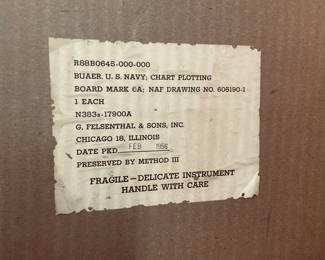 R88B0645-000-000
BUAER. U. S. NAVY; CHART PLOTTING
BOARD MARK 6A; NAF DRAWING NO. 605190-1
1 EACH
N383s-17900A
G. FELSENTHAL & SONS, INC.
CHICAGO 18, ILLINOIS
DATE PKD. FEB 1956
PRESERVED BY METHOD III
FRAGILE—DELICATE INSTRUMENT
HANDLE WITH CARE